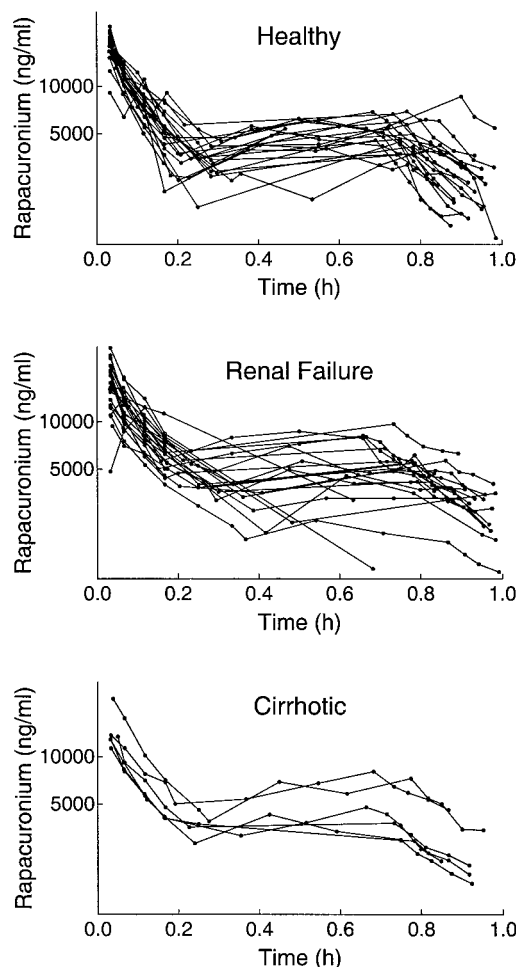 Healthy
Rapacuronium (ng/ml)
10000
5000
0.0 0.2 0.4 0.6 0.8 1.0
Time (h)
Renal Failure
Rapacuronium (ng/ml)
10000
5000
0.0 0.2 0.4 0.6 0.8 1.0
Time (h)
Cirrhotic
Rapacuronium (ng/ml)
10000
5000
0.0 0.2 0.4 0.6 0.8 1.0
Time (h)